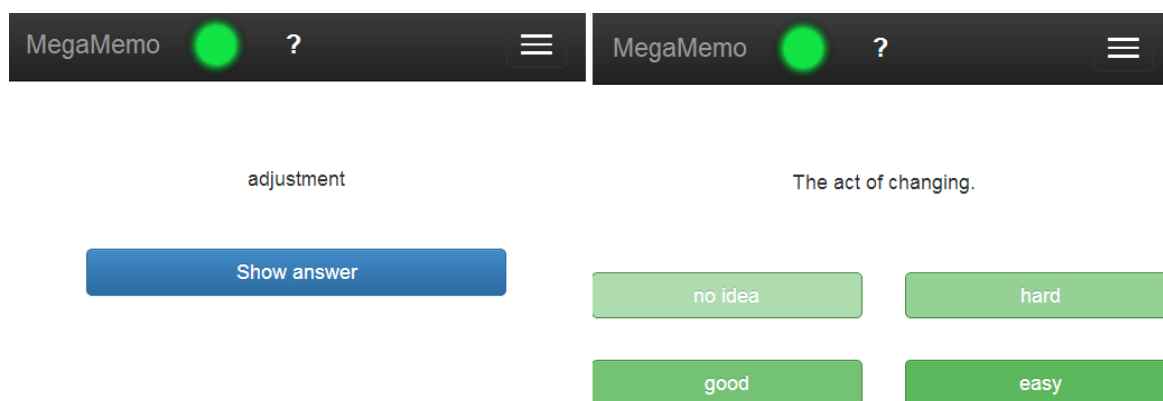 MegaMemo ?
adjustment
Show answer
MegaMemo ?
The act of changing.
no idea hard
good easy